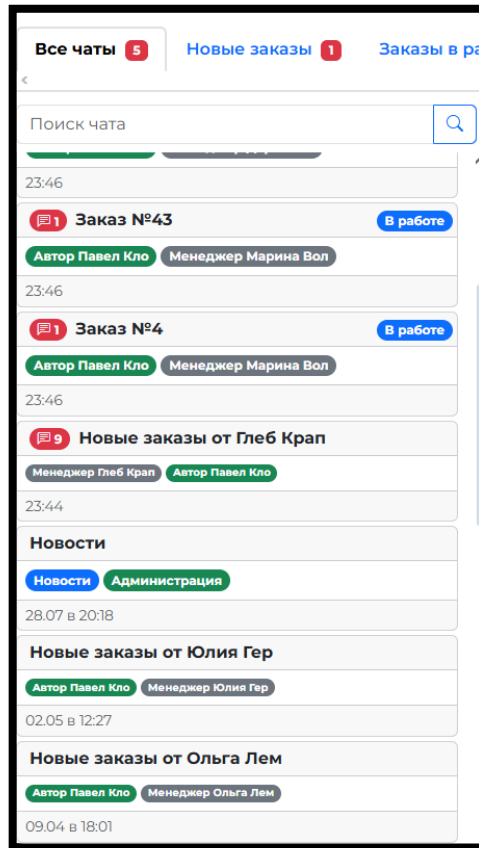 Все чаты 5 Новые заказы 1 Заказы в ра
Поиск чата
23:46
1 Заказ №43 В работе
Автор Павел Кло Менеджер Марина Вол
23:46
1 Заказ №4 В работе
Автор Павел Кло Менеджер Марина Вол
23:46
9 Новые заказы от Глеб Крап
Менеджер Глеб Крап Автор Павел Кло
23:44
Новости
Новости Администрация
28.07 в 20:18
Новые заказы от Юлия Гер
Автор Павел Кло Менеджер Юлия Гер
02.05 в 12:27
Новые заказы от Ольга Лем
Автор Павел Кло Менеджер Ольга Лем
09.04 в 18:01